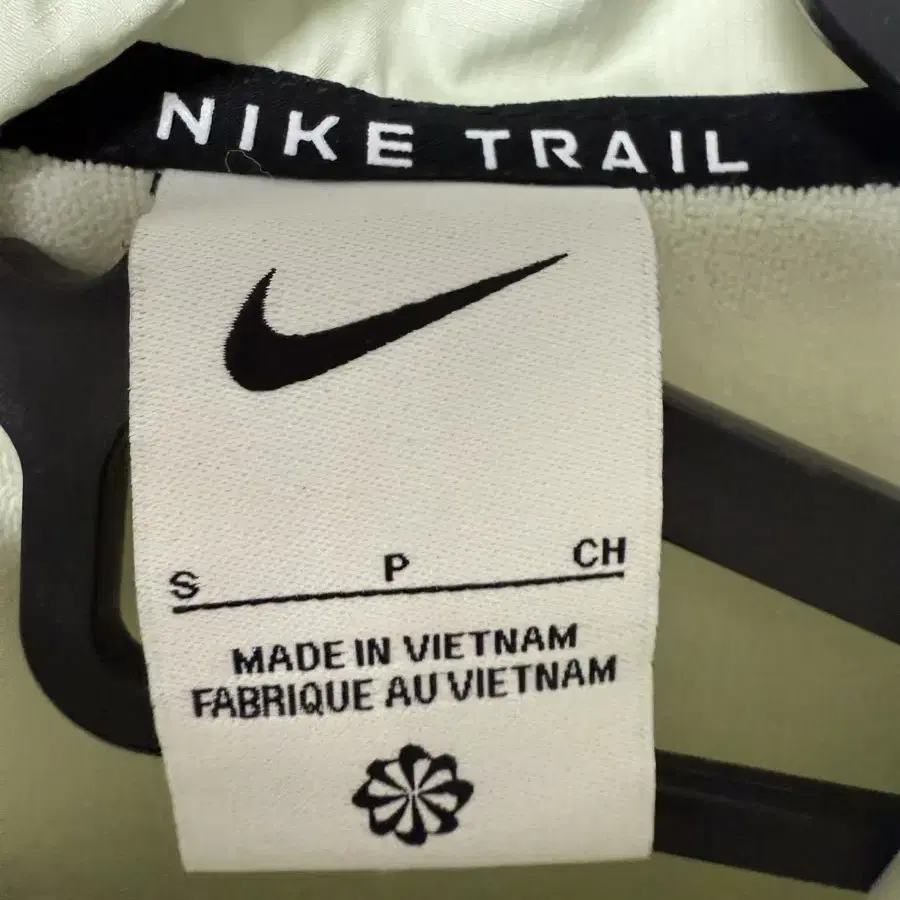 NIKE TRAIL
S P CH
MADE IN VIETNAM
FABRIQUE AU VIETNAM